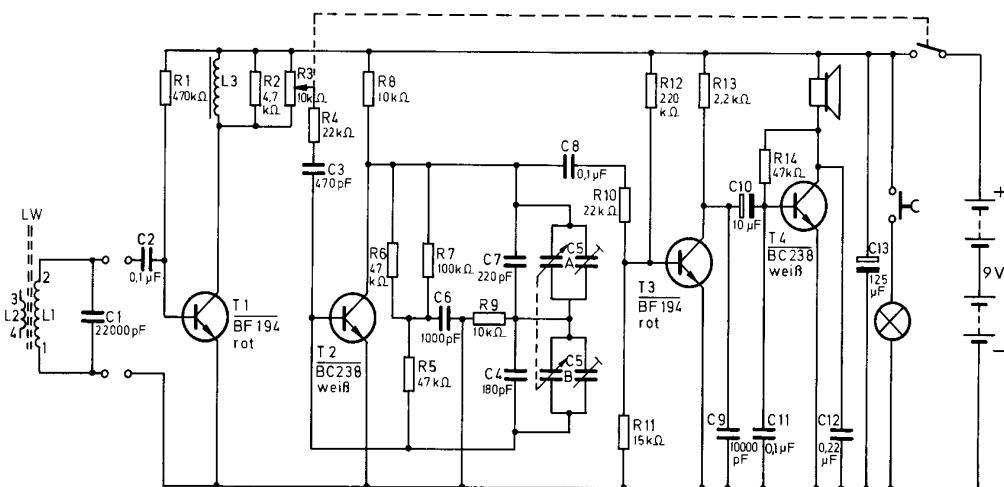 R1
470kΩ
L3
R2
4,7
kΩ
R3
10kΩ
R4
22kΩ
C3
470pF
R8
10kΩ
C8
0,1µF
R10
22kΩ
R12
220
kΩ
R13
2,2kΩ
R14
47kΩ
C10
10µF
LW
3
L2
4
2
L1
1
C1
22000pF
C2
0,1µF
T1
BF194
rot
T2
BC238
weiß
R6
47
kΩ
R7
100kΩ
C6
1000pF
R5
47kΩ
R9
10kΩ
C7
220pF
C4
180pF
C5
A
C5
B
R11
15kΩ
T3
BF194
rot
T4
BC238
weiß
C9
10000
pF
C11
0,1µF
C12
0,22
µF
C13
125
µF
+
9V
−